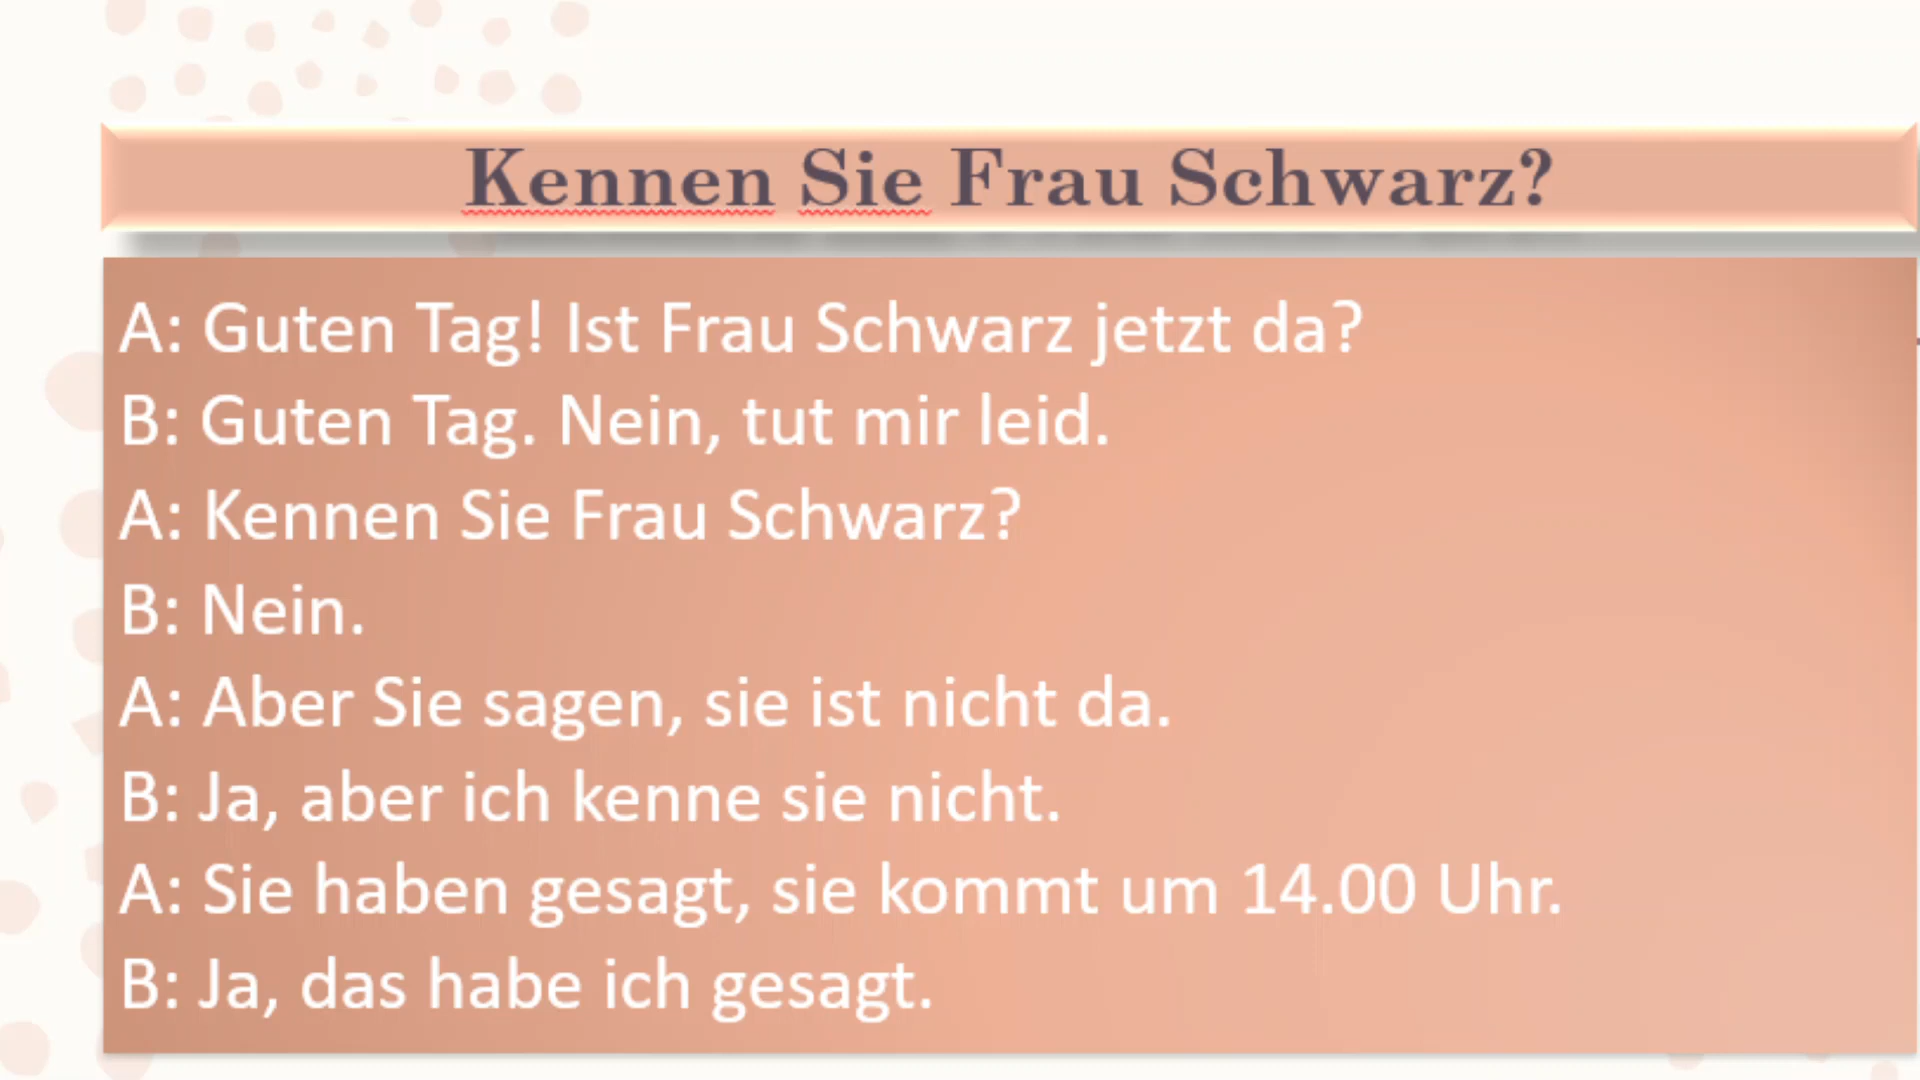 Kennen Sie Frau Schwarz?
A: Guten Tag! Ist Frau Schwarz jetzt da?
B: Guten Tag. Nein, tut mir leid.
A: Kennen Sie Frau Schwarz?
B: Nein.
A: Aber Sie sagen, sie ist nicht da.
B: Ja, aber ich kenne sie nicht.
A: Sie haben gesagt, sie kommt um 14.00 Uhr.
B: Ja, das habe ich gesagt.